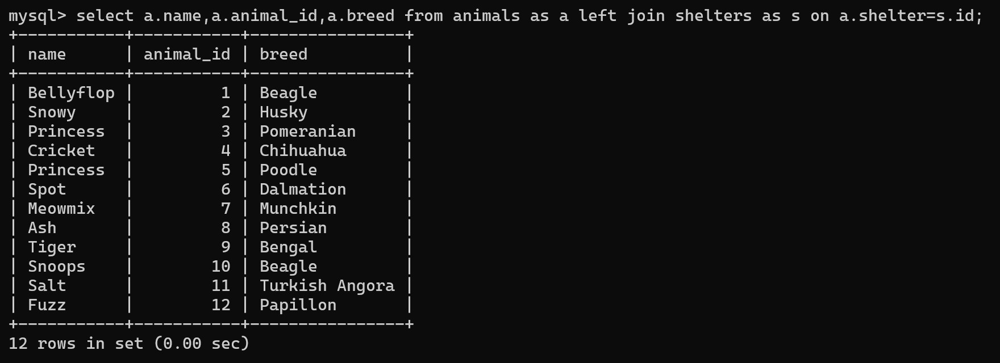 mysql> select a.name,a.animal_id,a.breed from animals as a left join shelters as s on a.shelter=s.id;
+-----------+-----------+----------------+
| name      | animal_id | breed          |
+-----------+-----------+----------------+
| Bellyflop |         1 | Beagle         |
| Snowy     |         2 | Husky          |
| Princess  |         3 | Pomeranian     |
| Cricket   |         4 | Chihuahua      |
| Princess  |         5 | Poodle         |
| Spot      |         6 | Dalmation      |
| Meowmix   |         7 | Munchkin       |
| Ash       |         8 | Persian        |
| Tiger     |         9 | Bengal         |
| Snoops    |        10 | Beagle         |
| Salt      |        11 | Turkish Angora |
| Fuzz      |        12 | Papillon       |
+-----------+-----------+----------------+
12 rows in set (0.00 sec)